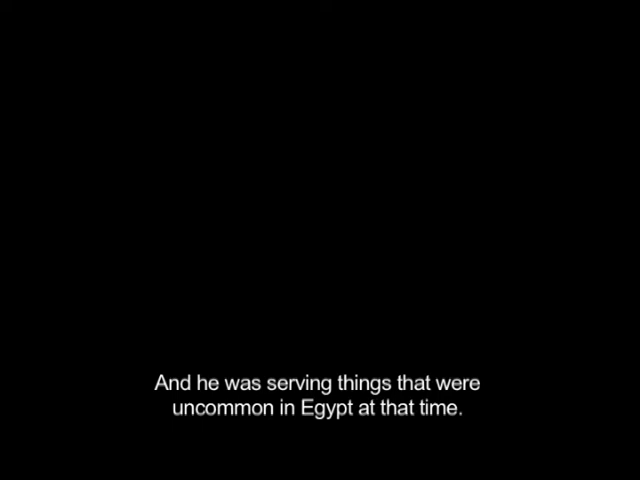 And he was serving things that were
uncommon in Egypt at that time.